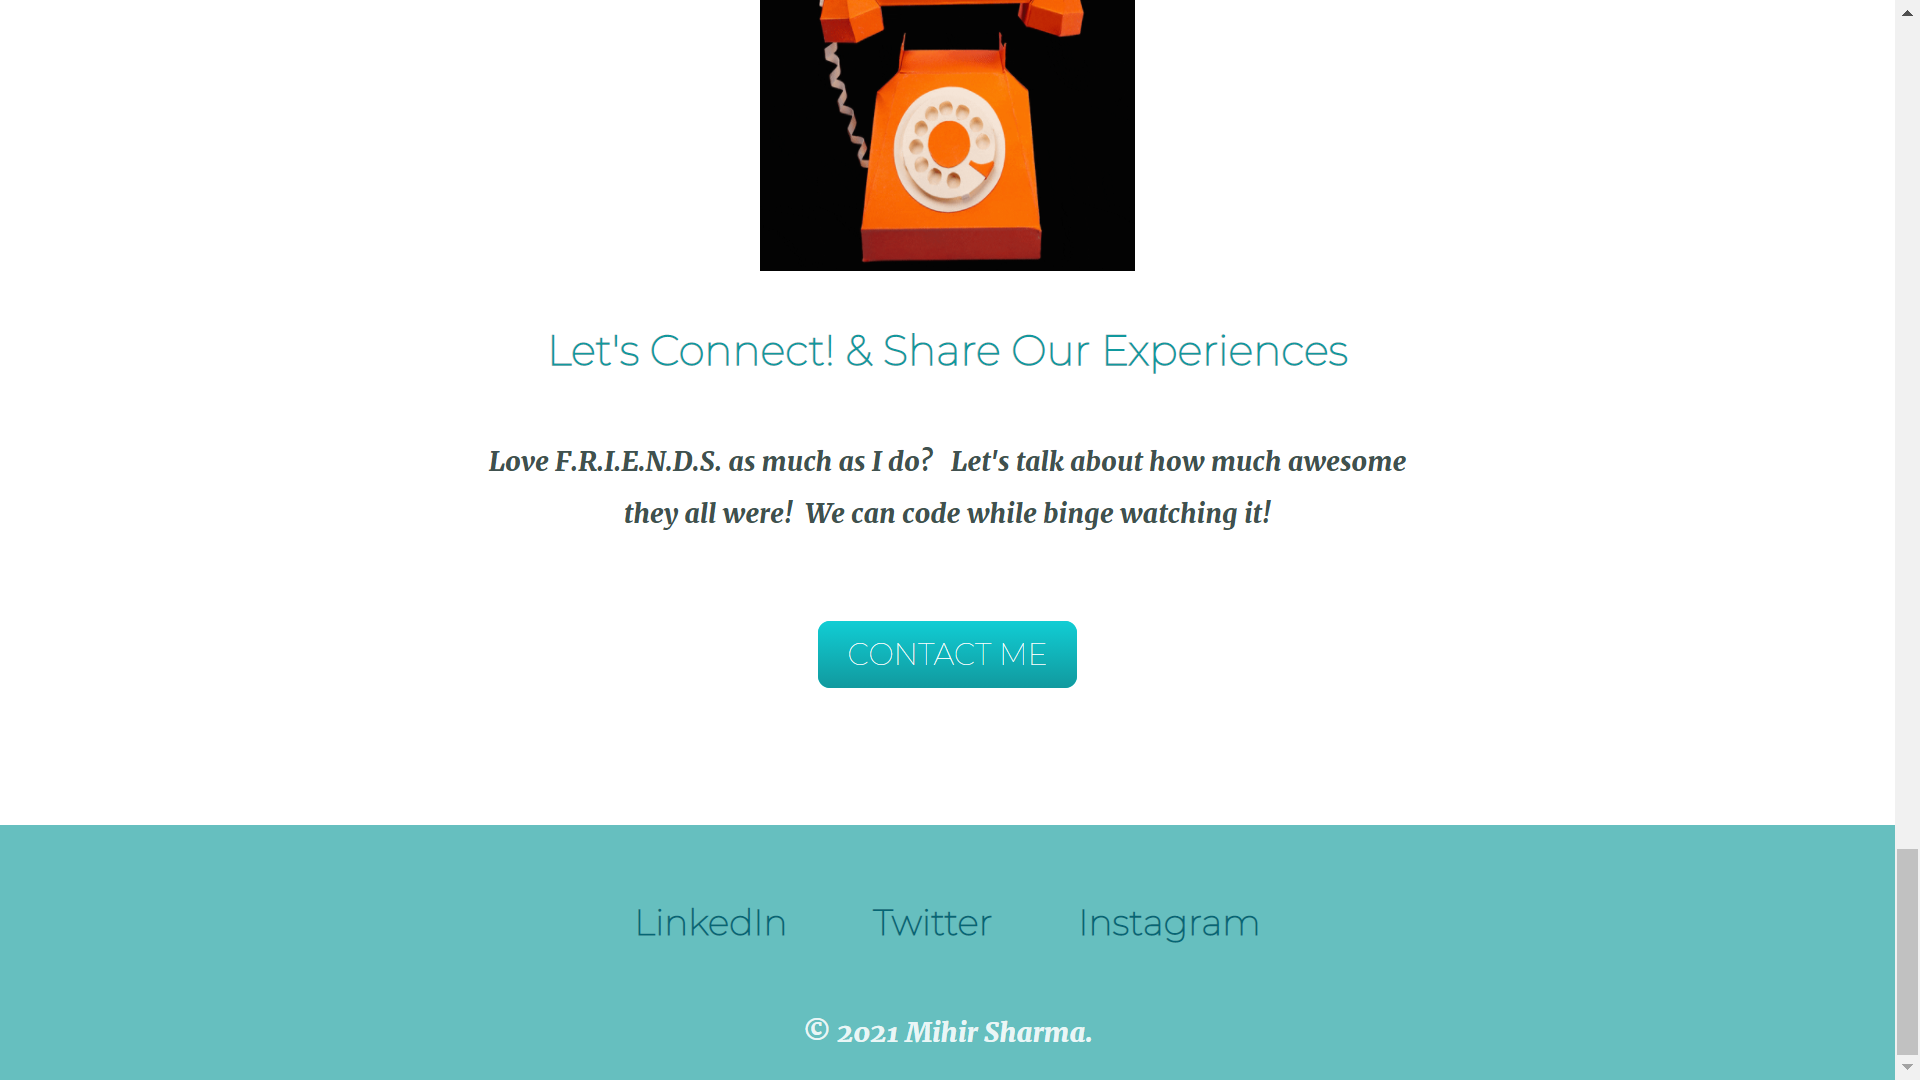 Let's Connect! & Share Our Experiences
Love F.R.I.E.N.D.S. as much as I do? Let's talk about how much awesome
they all were! We can code while binge watching it!
CONTACT ME
LinkedIn Twitter Instagram
© 2021 Mihir Sharma.